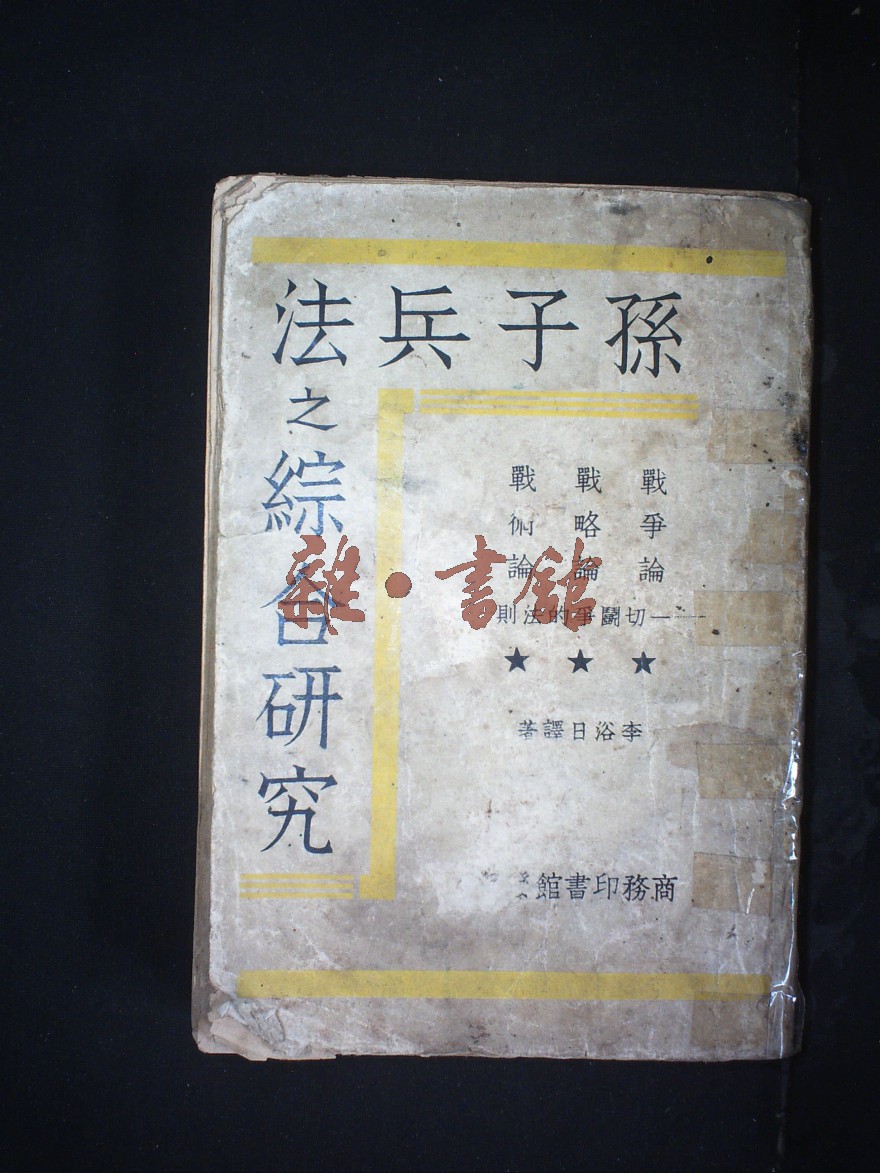 孫子兵法
之綜合研究
戰爭論
戰略論
戰術論
——一切鬭爭的法則
★★★
李浴日譯著
商務印書館
雜·書館